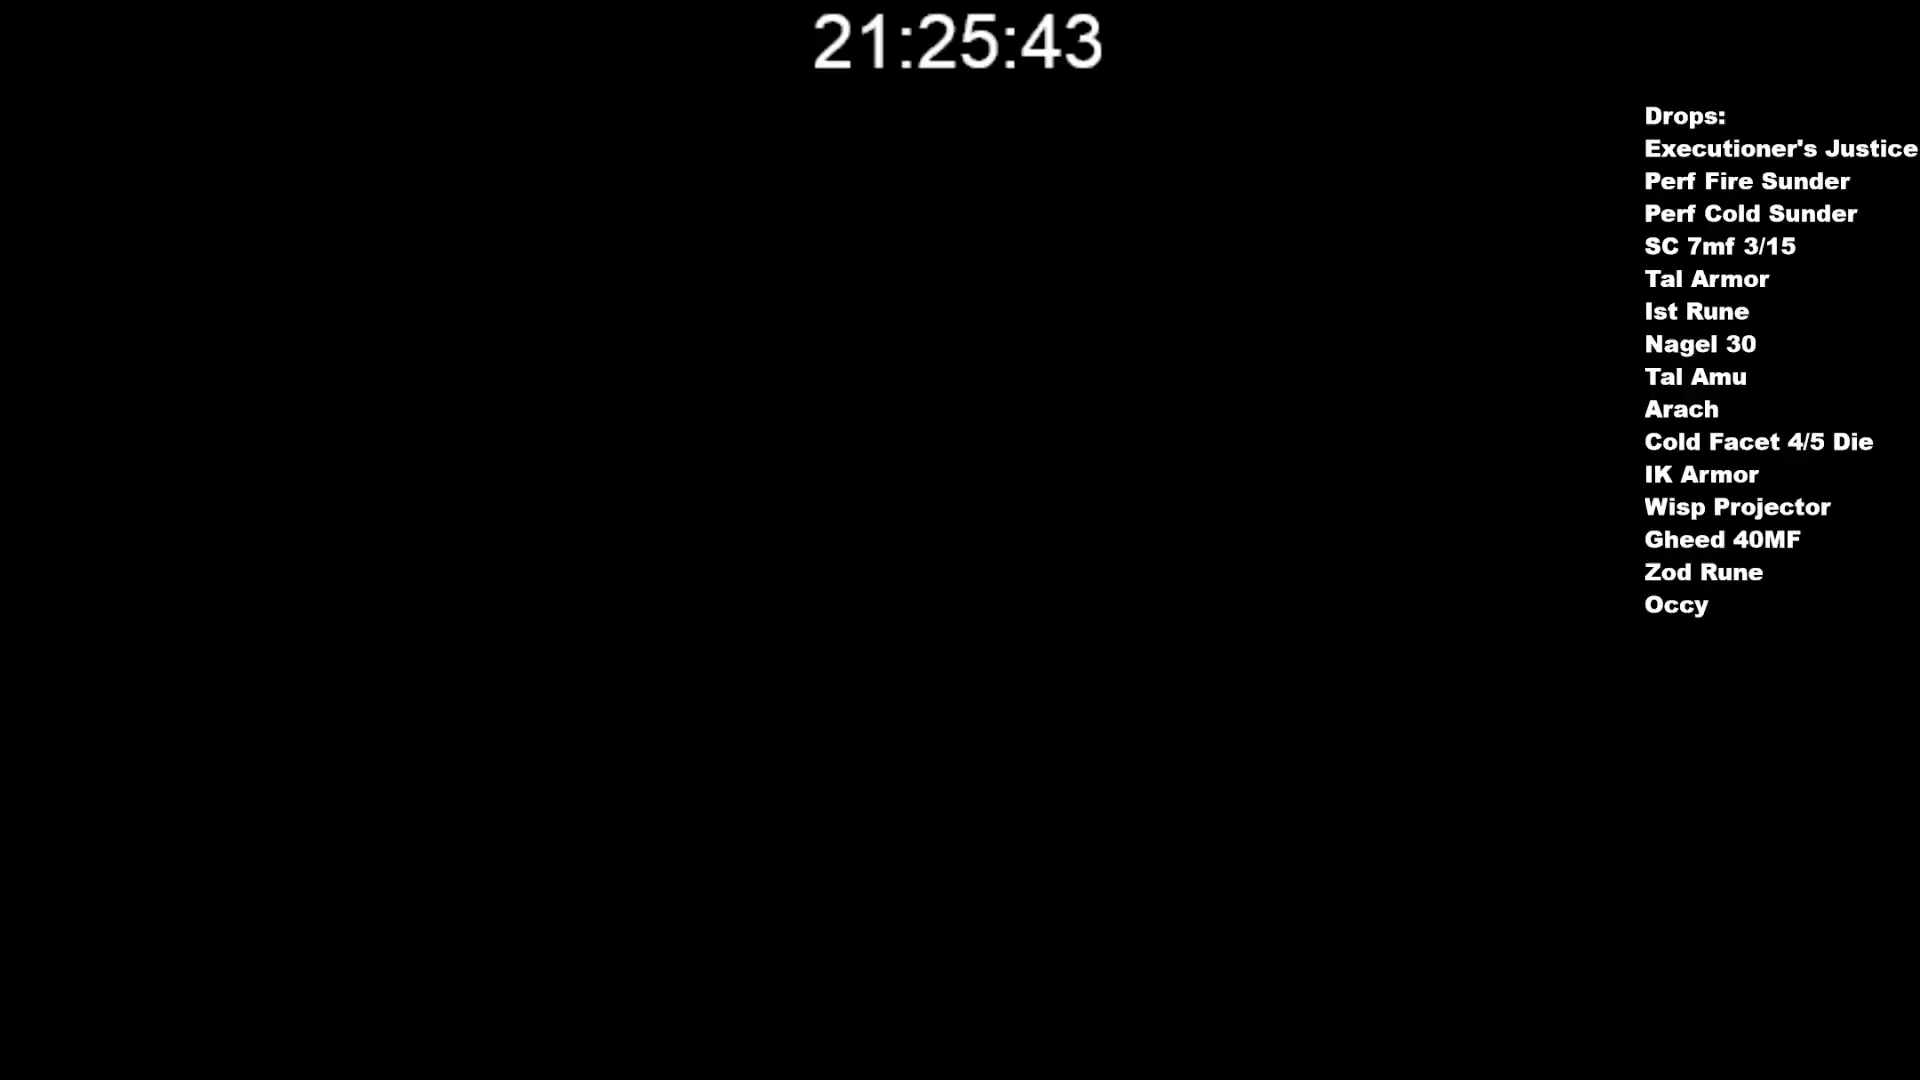 21:25:43
Drops:
Executioner's Justice
Perf Fire Sunder
Perf Cold Sunder
SC 7mf 3/15
Tal Armor
Ist Rune
Nagel 30
Tal Amu
Arach
Cold Facet 4/5 Die
IK Armor
Wisp Projector
Gheed 40MF
Zod Rune
Occy